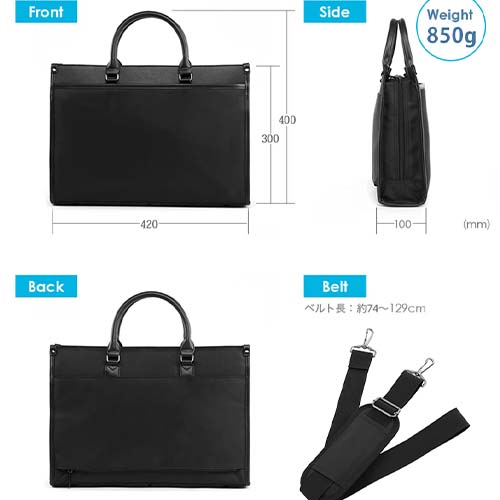 Front
Side
Weight
850g
400
300
420
100
(mm)
Back
Belt
ベルト長：約74〜129cm